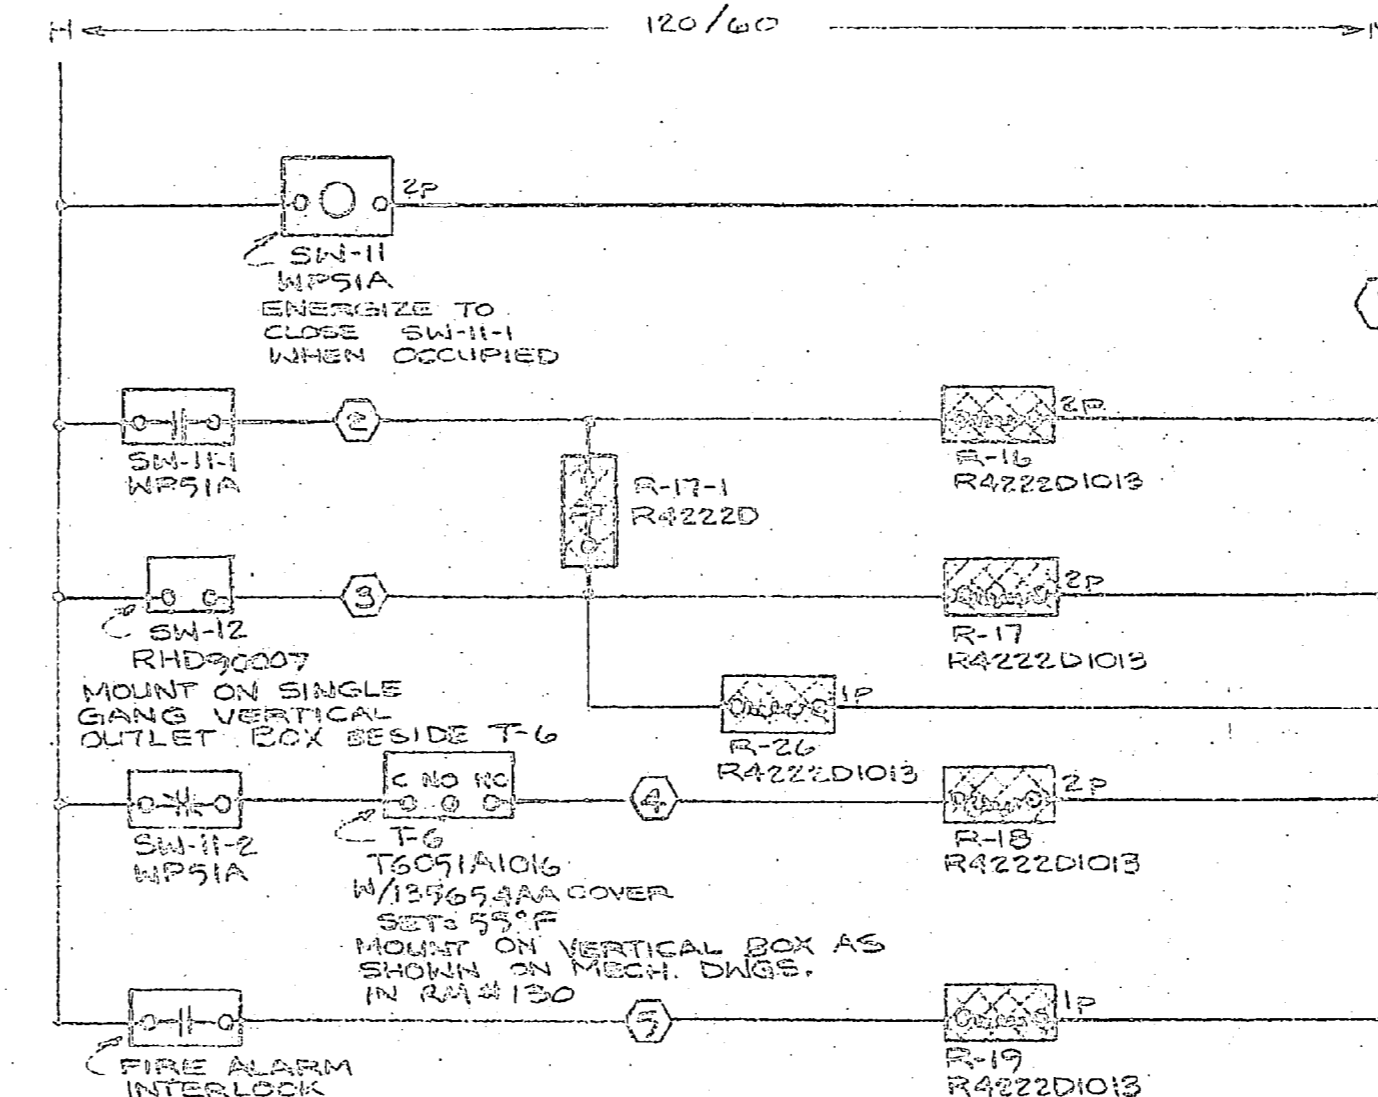 120/60
2P
SW-11
WP51A
ENERGIZE TO
CLOSE SW-11-1
WHEN OCCUPIED
2
2P
SW-11-1
WP51A
R-16
R4222D1013
R-17-1
R4222D
3
2P
SW-12
RHD90007
R-17
R4222D1013
MOUNT ON SINGLE
GANG VERTICAL
OUTLET BOX BESIDE T-6
1P
R-26
R4222D1013
C NO NC
4
2P
SW-11-2
WP51A
T-6
T6051A1016
R-18
R4222D1013
W/135654AA COVER
SET: 55°F
MOUNT ON VERTICAL BOX AS
SHOWN ON MECH. DWGS.
IN RM # 130
5
1P
FIRE ALARM
INTERLOCK
R-19
R4222D1013